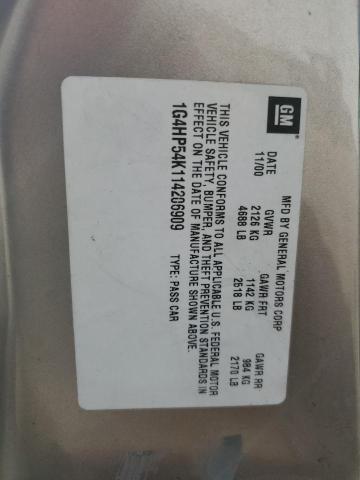 GM
MFD BY GENERAL MOTORS CORP
DATE GVWR GAWR FRT GAWR RR
11/00 2126 KG 1142 KG 984 KG
4688 LB 2518 LB 2170 LB
THIS VEHICLE CONFORMS TO ALL APPLICABLE U.S. FEDERAL MOTOR
VEHICLE SAFETY, BUMPER, AND THEFT PREVENTION STANDARDS IN
EFFECT ON THE DATE OF MANUFACTURE SHOWN ABOVE.
1G4HP54K114206909 TYPE: PASS CAR